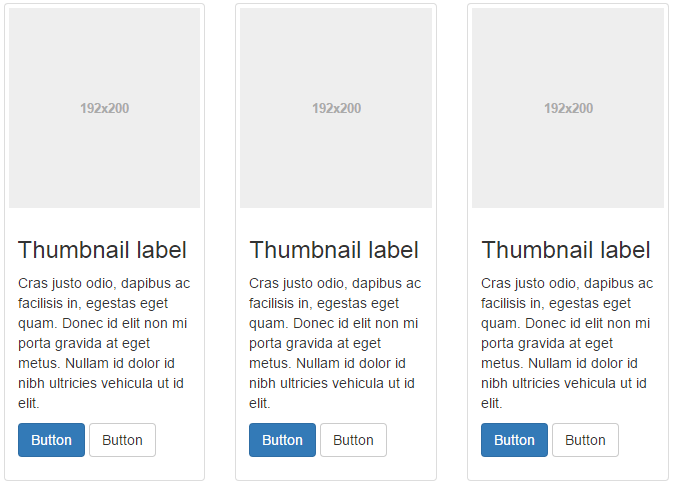 192x200
Thumbnail label
Cras justo odio, dapibus ac
facilisis in, egestas eget
quam. Donec id elit non mi
porta gravida at eget
metus. Nullam id dolor id
nibh ultricies vehicula ut id
elit.
Button Button
192x200
Thumbnail label
Cras justo odio, dapibus ac
facilisis in, egestas eget
quam. Donec id elit non mi
porta gravida at eget
metus. Nullam id dolor id
nibh ultricies vehicula ut id
elit.
Button Button
192x200
Thumbnail label
Cras justo odio, dapibus ac
facilisis in, egestas eget
quam. Donec id elit non mi
porta gravida at eget
metus. Nullam id dolor id
nibh ultricies vehicula ut id
elit.
Button Button